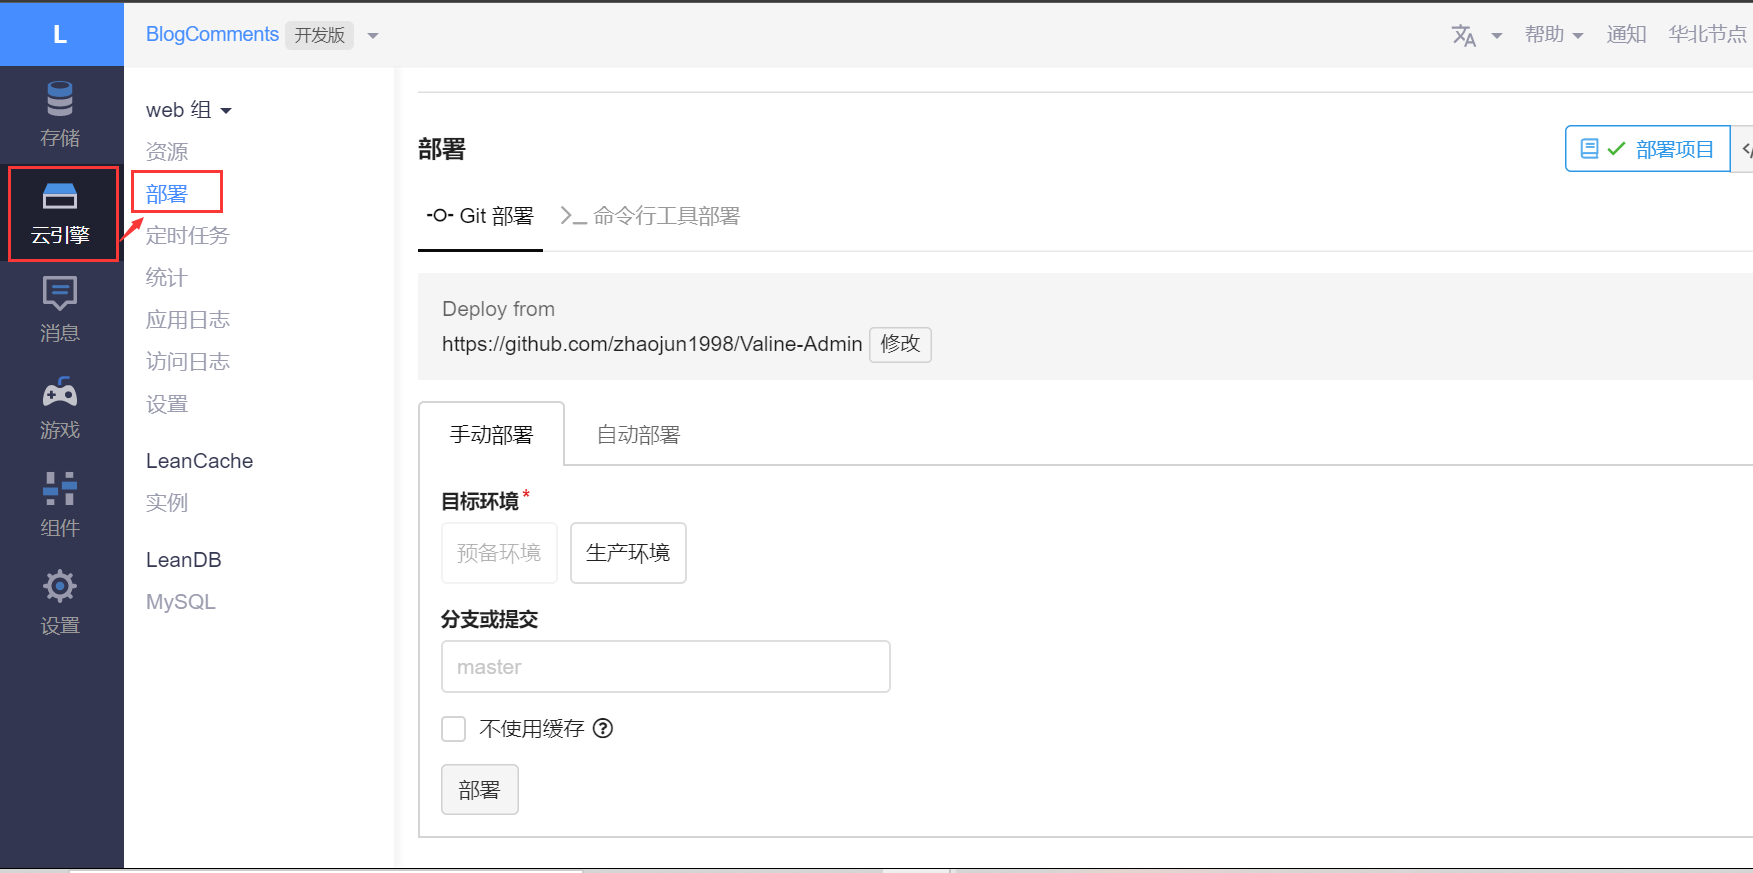 L
BlogComments 开发版
帮助
通知
华北节点
存储
云引擎
消息
游戏
组件
设置
web 组
资源
部署
定时任务
统计
应用日志
访问日志
设置
LeanCache
实例
LeanDB
MySQL
部署
部署项目
Git 部署
命令行工具部署
Deploy from
https://github.com/zhaojun1998/Valine-Admin 修改
手动部署
自动部署
目标环境*
预备环境
生产环境
分支或提交
master
不使用缓存
部署